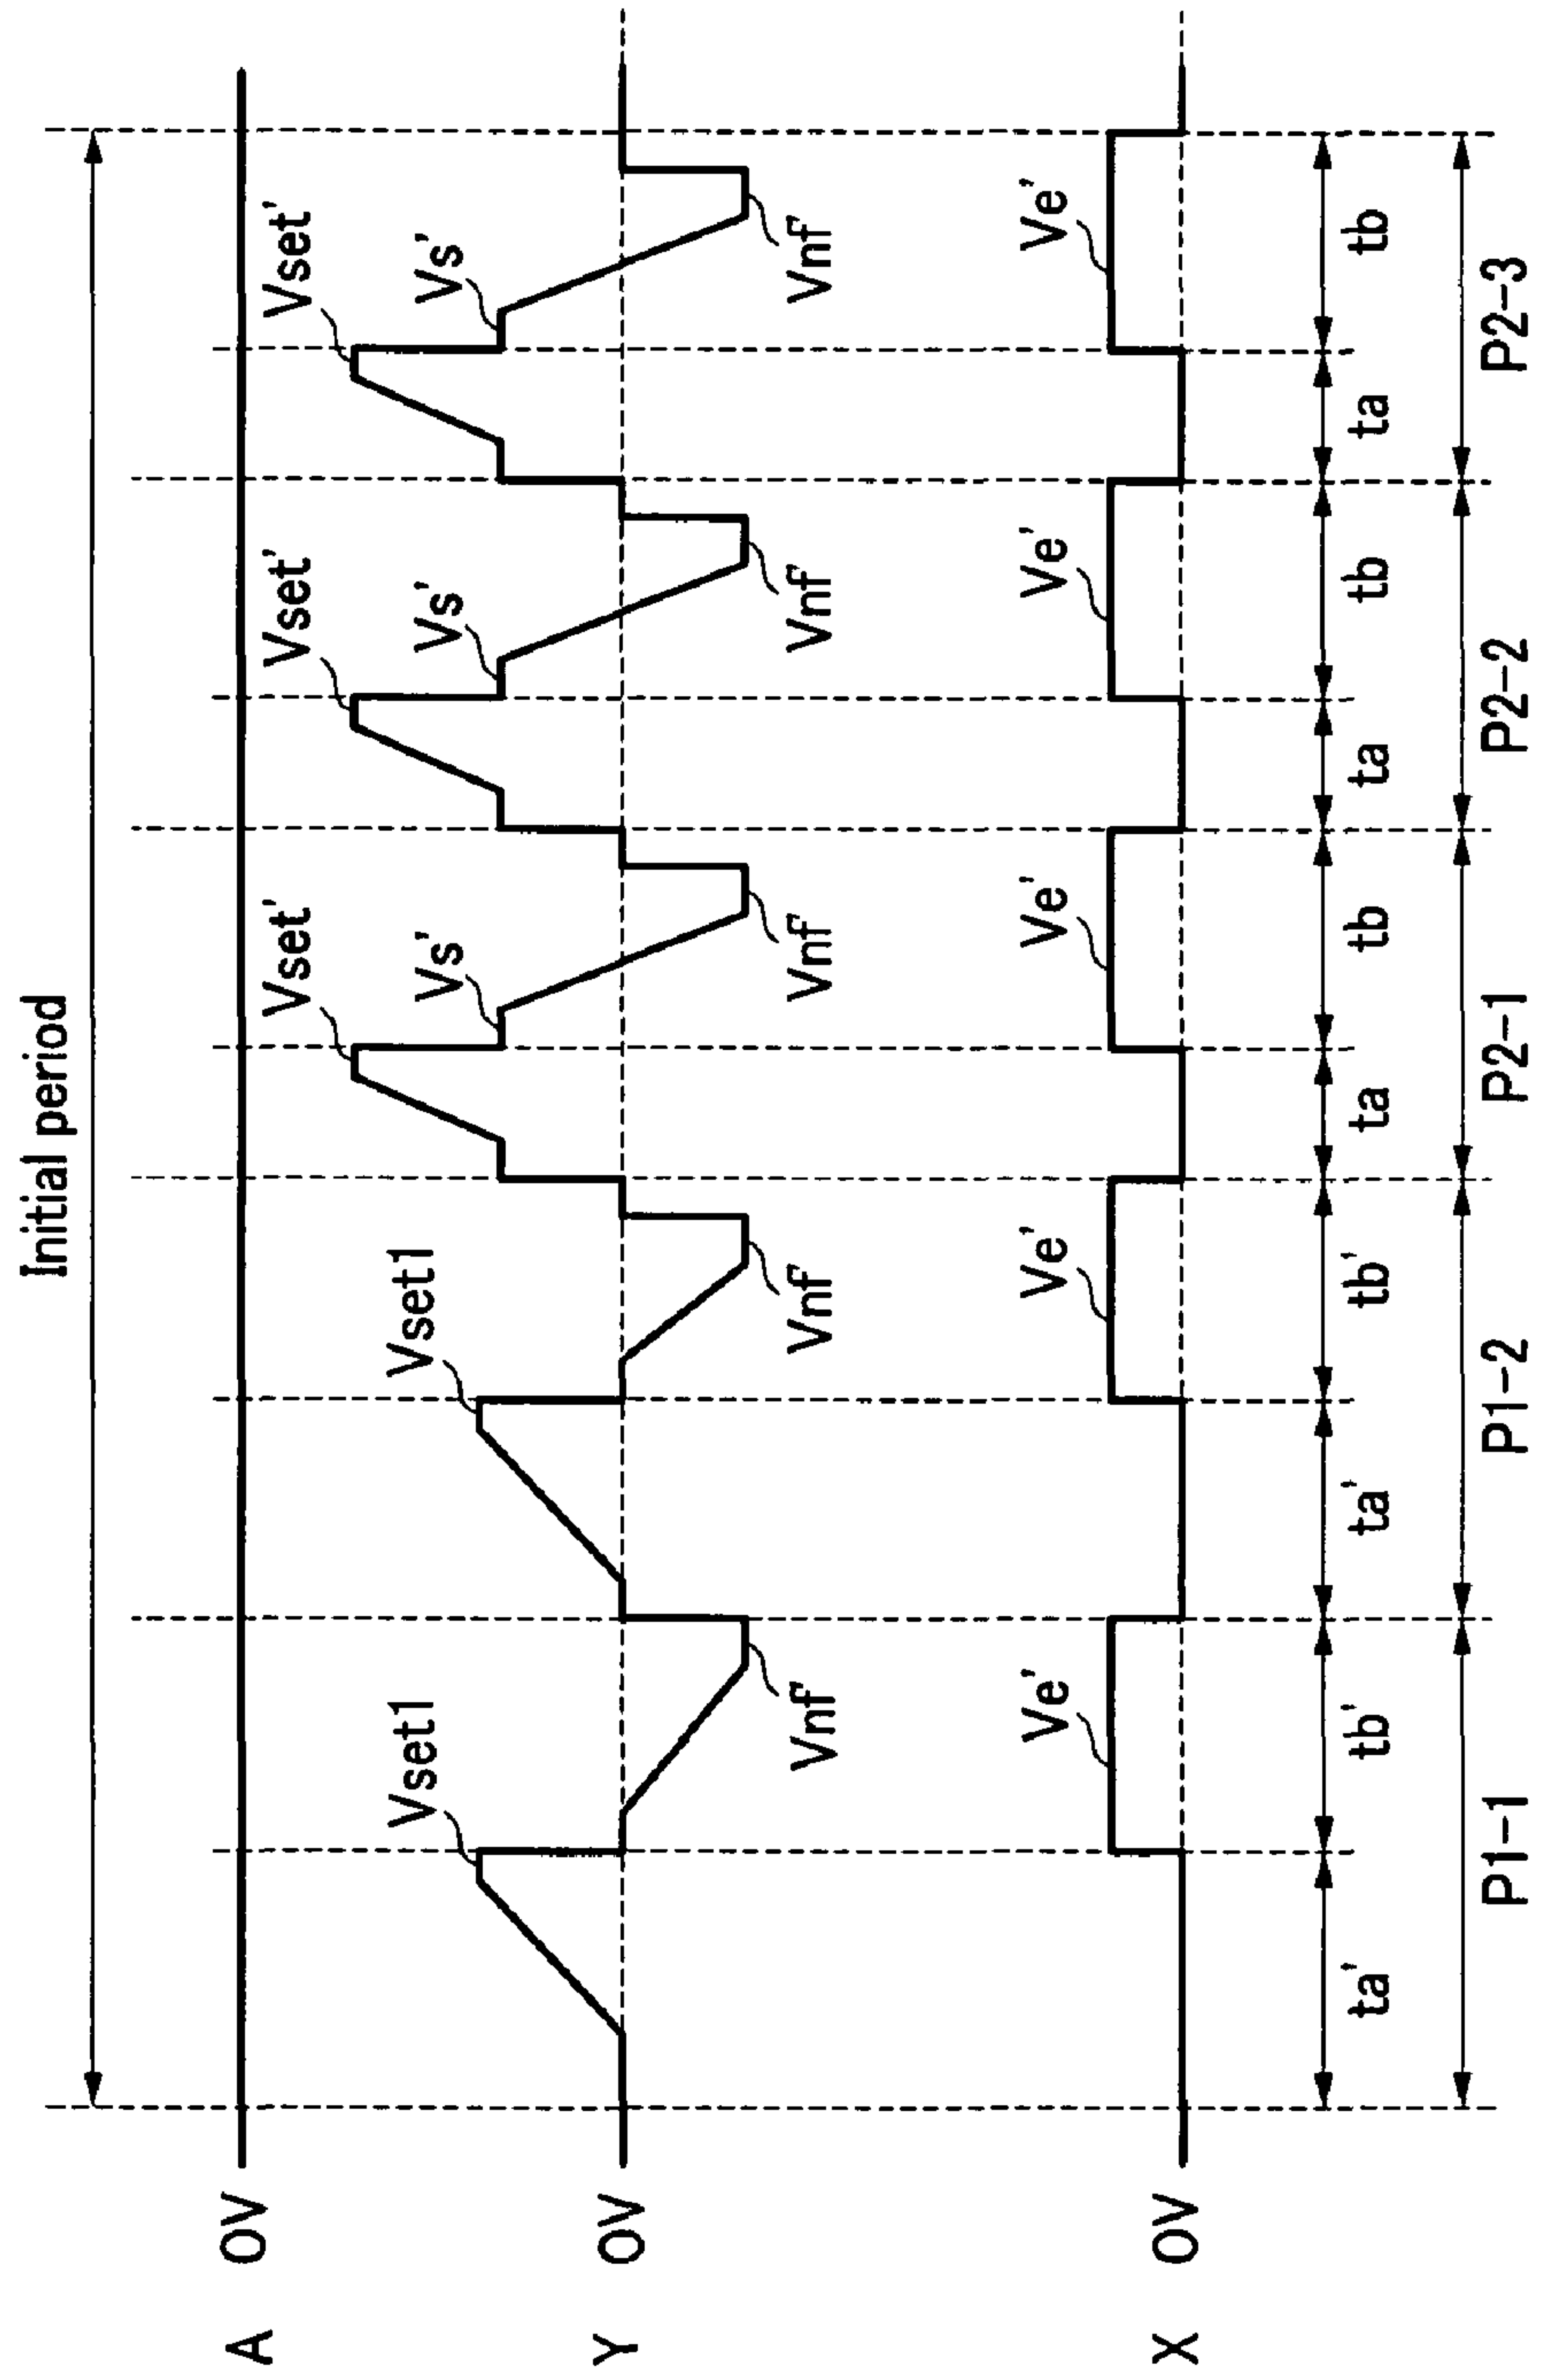 Initial period
A 0V
Y 0V
X 0V
Vset1
Vset1
Vset'
Vset'
Vset'
Vs'
Vs'
Vs'
Vnf
Vnf
Vnf
Vnf
Vnf
Ve'
Ve'
Ve'
Ve'
Ve'
ta' tb' ta' tb' ta tb ta tb ta tb
P1-1 P1-2 P2-1 P2-2 P2-3